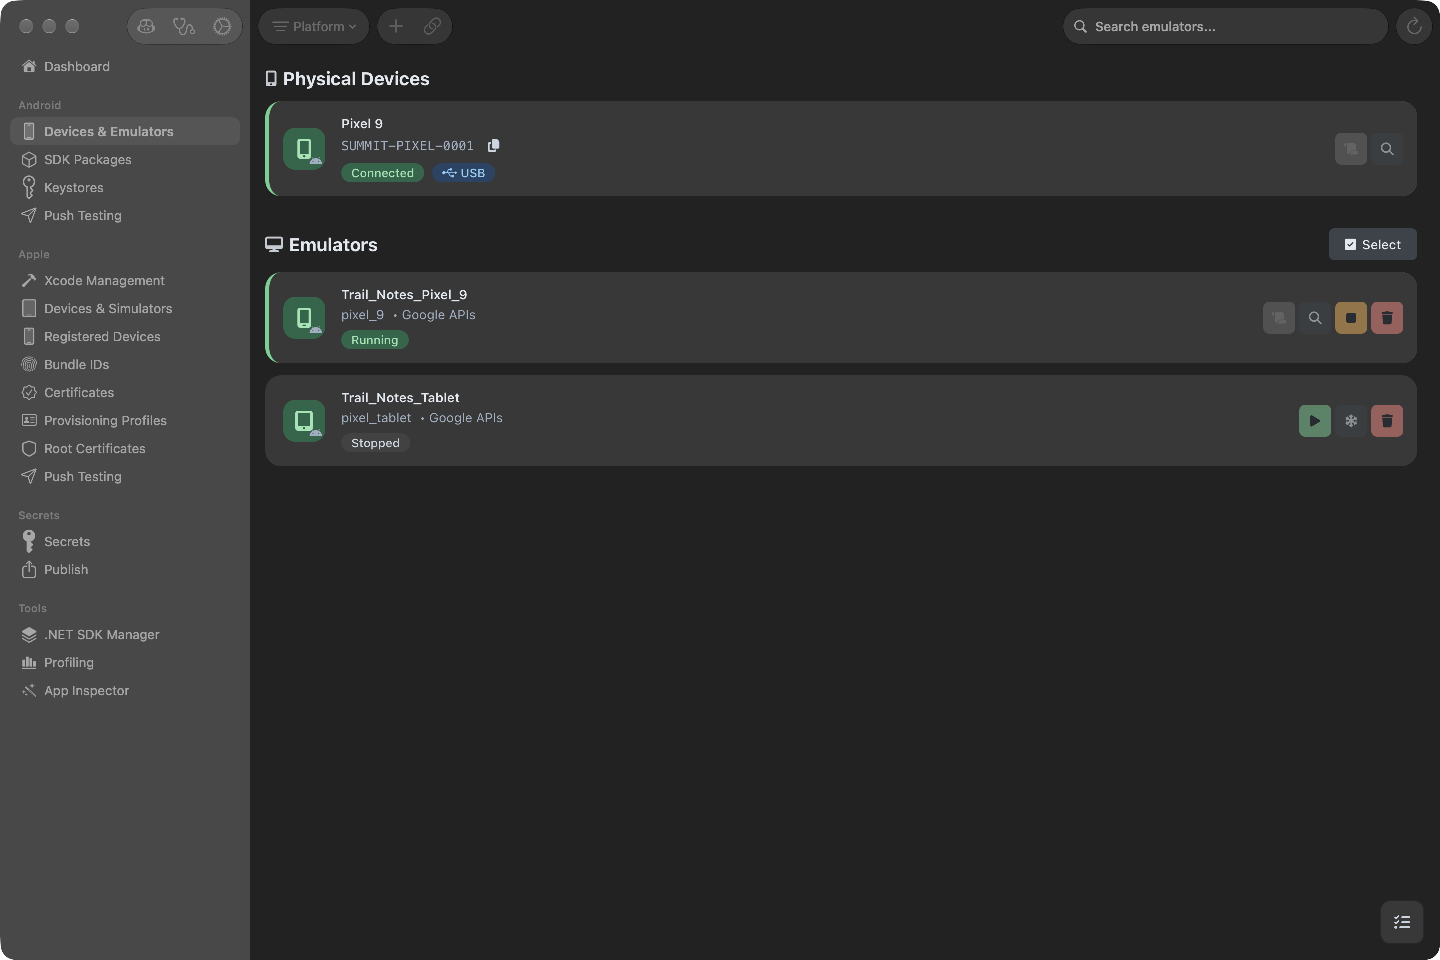 Dashboard
Android
Devices & Emulators
SDK Packages
Keystores
Push Testing
Apple
Xcode Management
Devices & Simulators
Registered Devices
Bundle IDs
Certificates
Provisioning Profiles
Root Certificates
Push Testing
Secrets
Secrets
Publish
Tools
.NET SDK Manager
Profiling
App Inspector
Platform
Search emulators...
Physical Devices
Pixel 9
SUMMIT-PIXEL-0001
Connected USB
Emulators
Select
Trail_Notes_Pixel_9
pixel_9 • Google APIs
Running
Trail_Notes_Tablet
pixel_tablet • Google APIs
Stopped